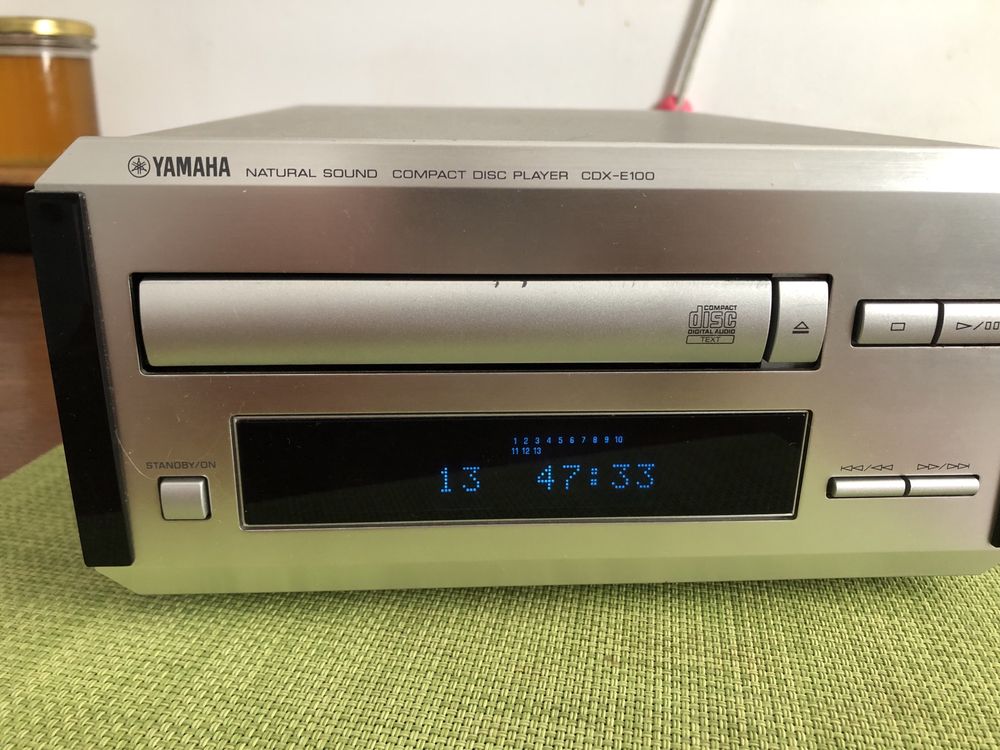 YAMAHA NATURAL SOUND COMPACT DISC PLAYER CDX-E100
COMPACT
disc
DIGITAL AUDIO
TEXT
1 2 3 4 5 6 7 8 9 10
11 12 13
13 47:33
STANDBY/ON